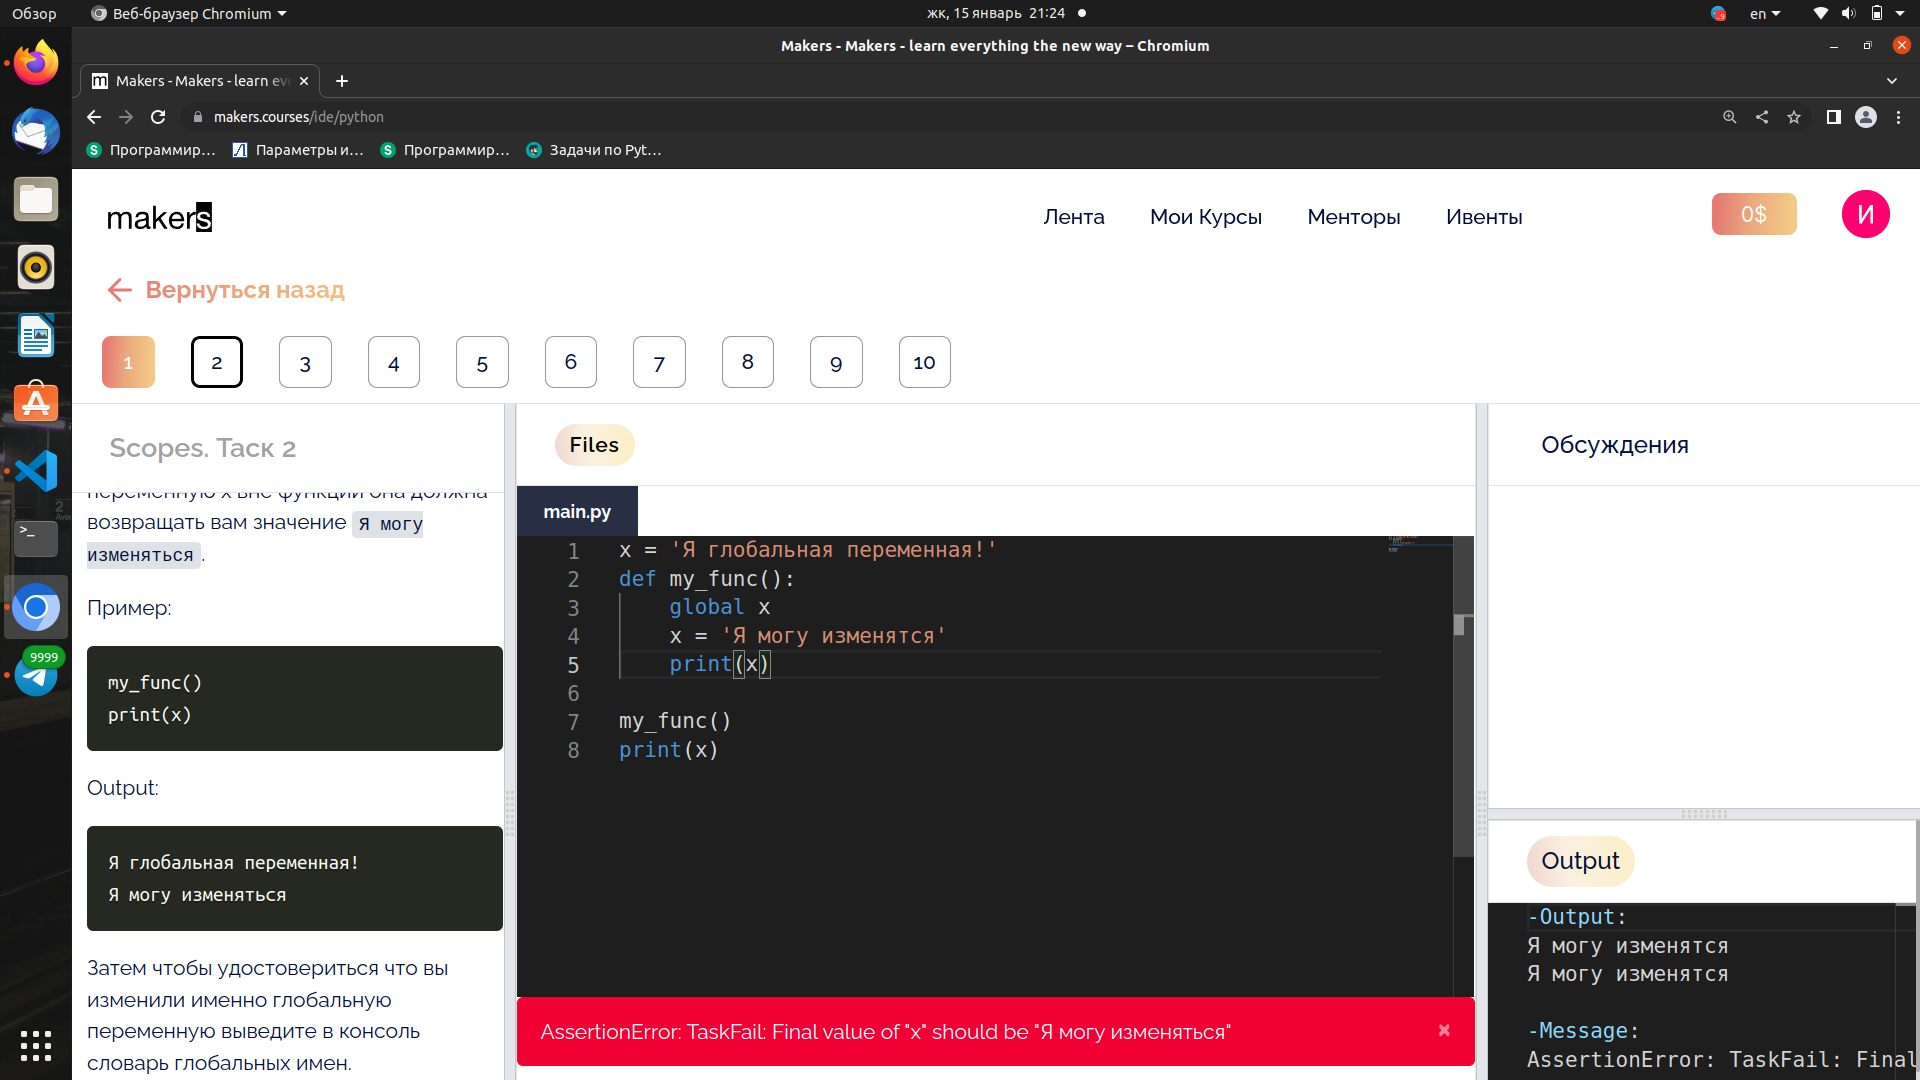 Обзор
Веб-браузер Chromium
жк, 15 январь 21:24
en
Makers - Makers - learn everything the new way – Chromium
Makers - Makers - learn eve
makers.courses/ide/python
Программир…
Параметры и…
Программир…
Задачи по Pyt…
makers
Лента
Мои Курсы
Менторы
Ивенты
0$
И
Вернуться назад
1
2
3
4
5
6
7
8
9
10
Scopes. Таск 2
Files
Обсуждения
переменную x вне функции она должна
возвращать вам значение Я могу
изменяться.
Пример:
my_func()
print(x)
Output:
Я глобальная переменная!
Я могу изменяться
Затем чтобы удостовериться что вы
изменили именно глобальную
переменную выведите в консоль
словарь глобальных имен.
main.py
1 x = 'Я глобальная переменная!'
2 def my_func():
3 global x
4 x = 'Я могу изменятся'
5 print(x)
6
7 my_func()
8 print(x)
AssertionError: TaskFail: Final value of "x" should be "Я могу изменяться"
×
Output
-Output:
Я могу изменятся
Я могу изменятся
-Message:
AssertionError: TaskFail: Final
9999